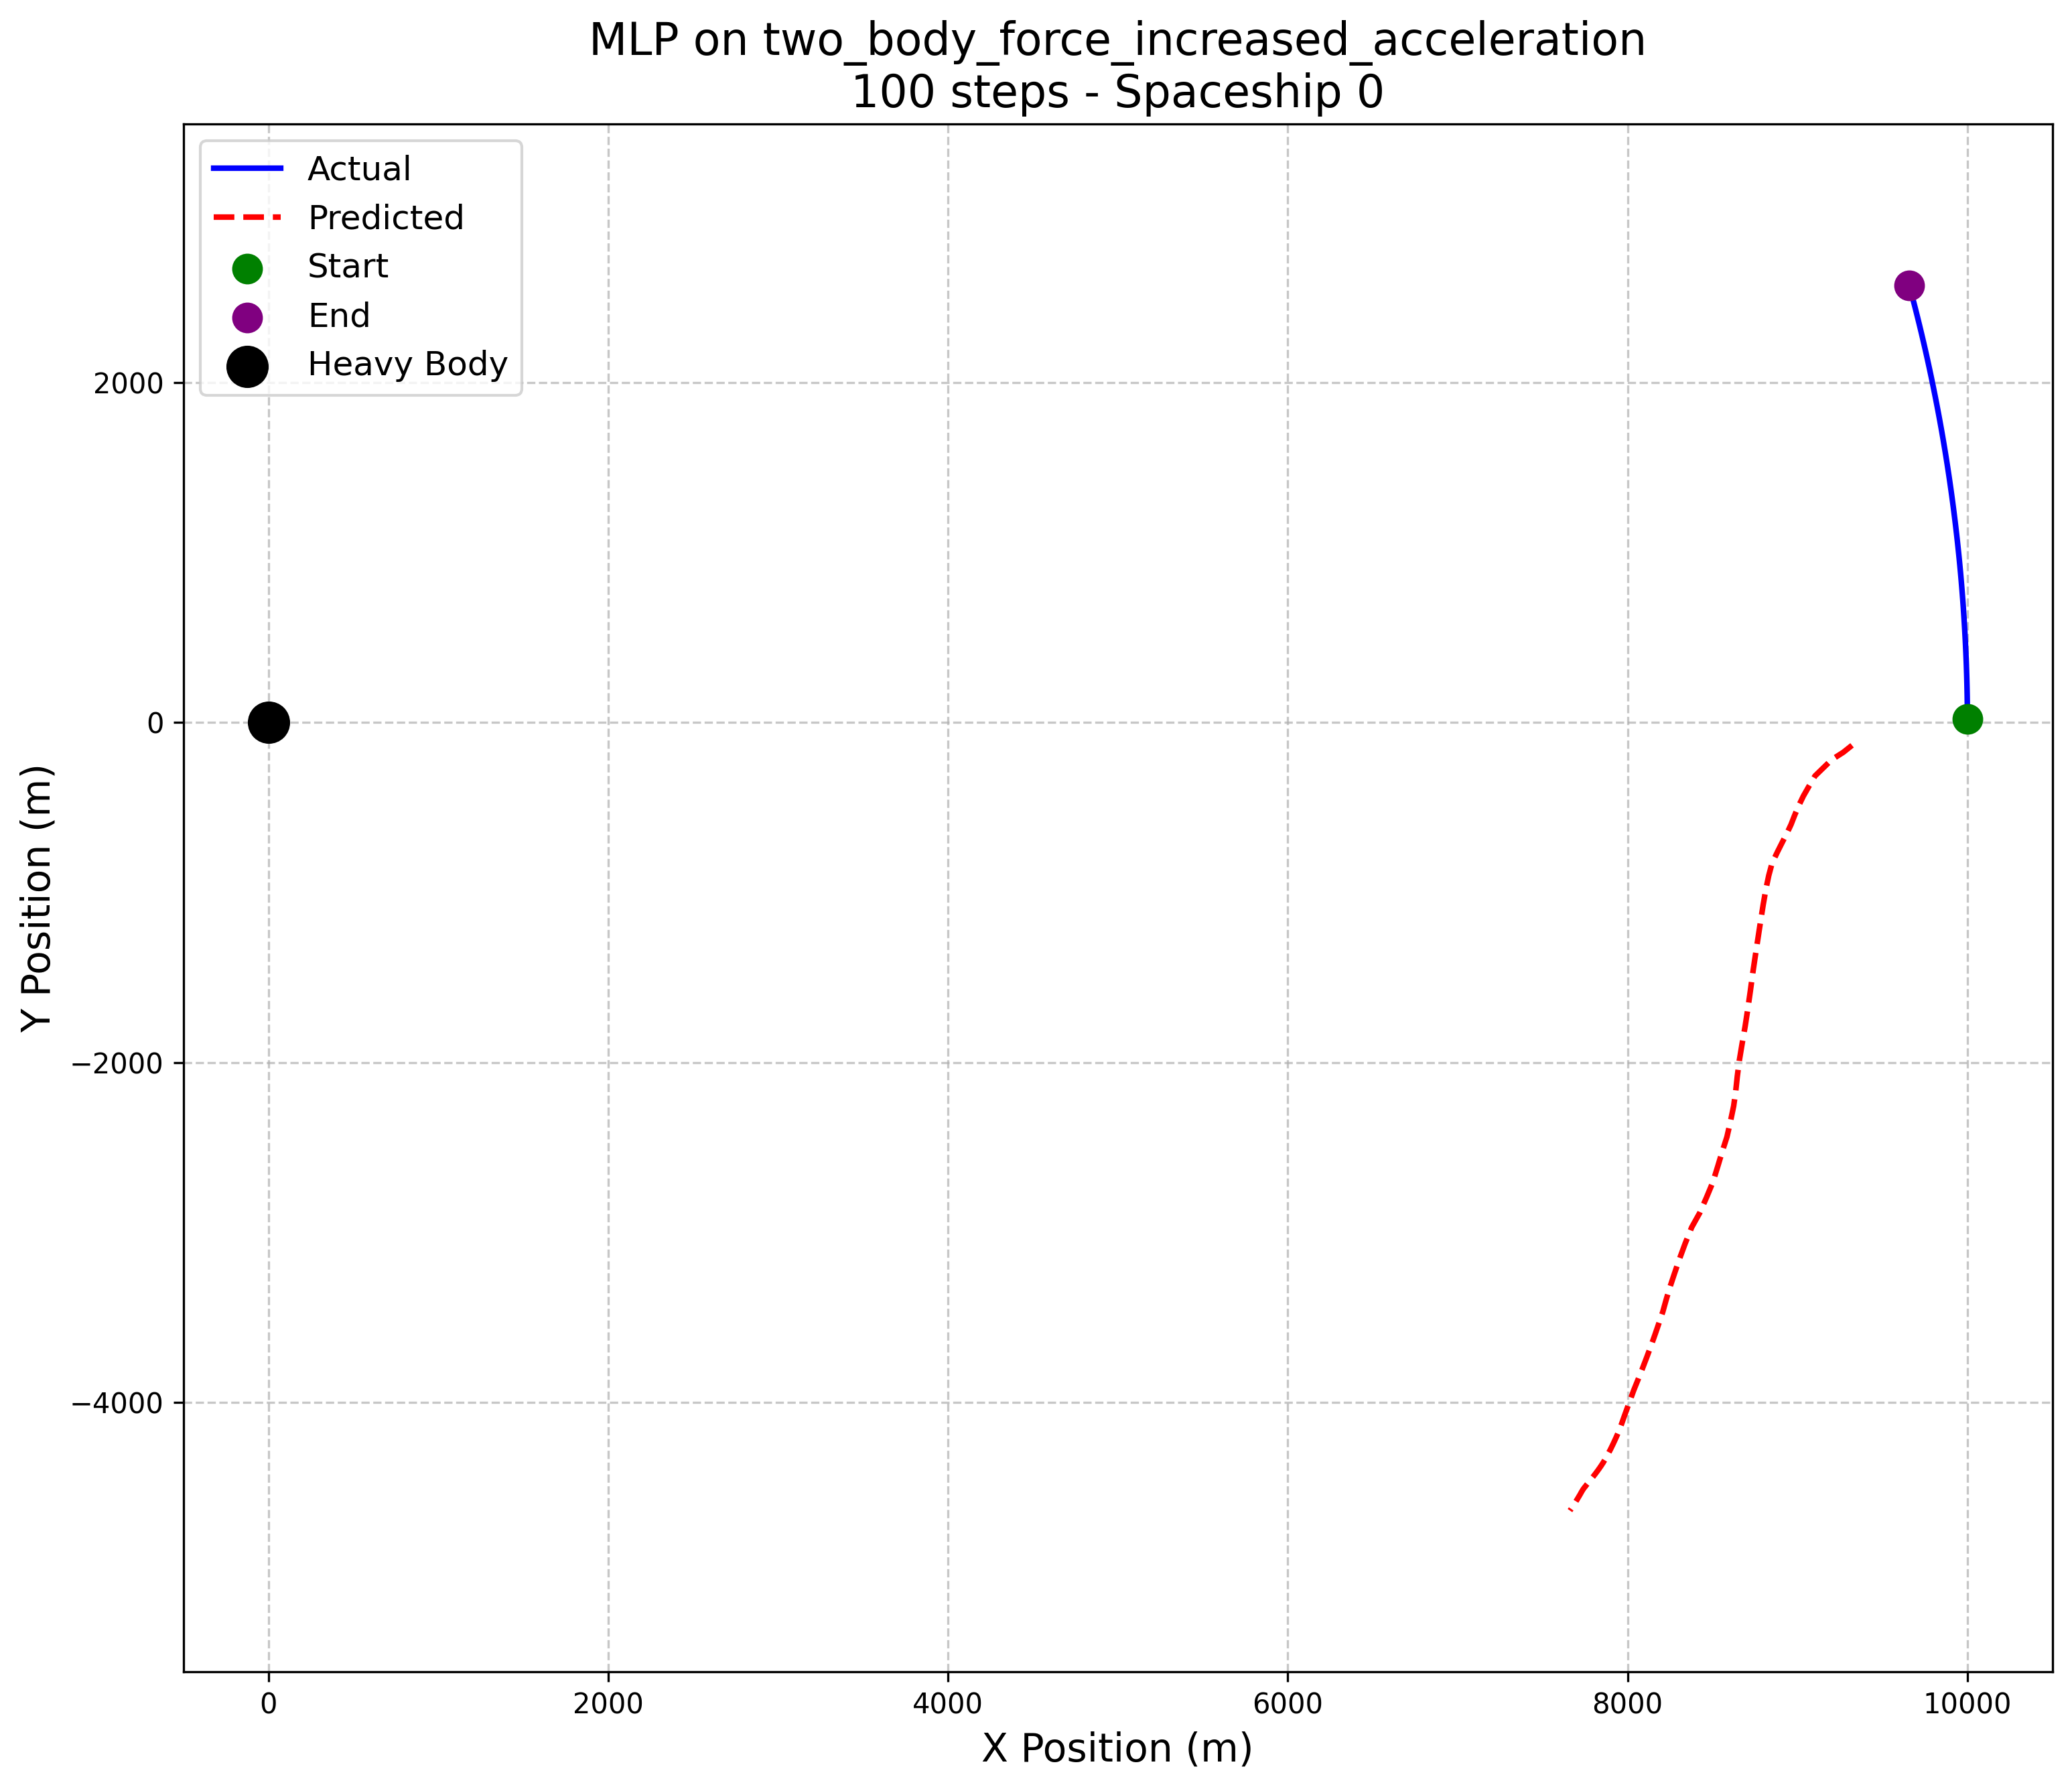 MLP on two_body_force_increased_acceleration
100 steps - Spaceship 0
Actual
Predicted
Start
End
Heavy Body
2000
0
−2000
−4000
Y Position (m)
0
2000
4000
6000
8000
10000
X Position (m)